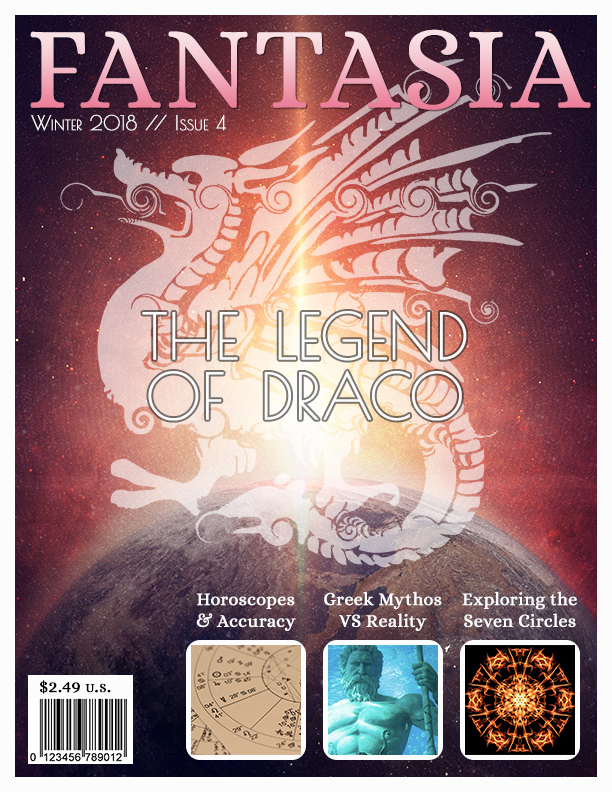 FANTASIA
Winter 2018 // Issue 4
THE LEGEND
OF DRACO
Horoscopes
& Accuracy
Greek Mythos
VS Reality
Exploring the
Seven Circles
$2.49 U.S.
0 123456 789012